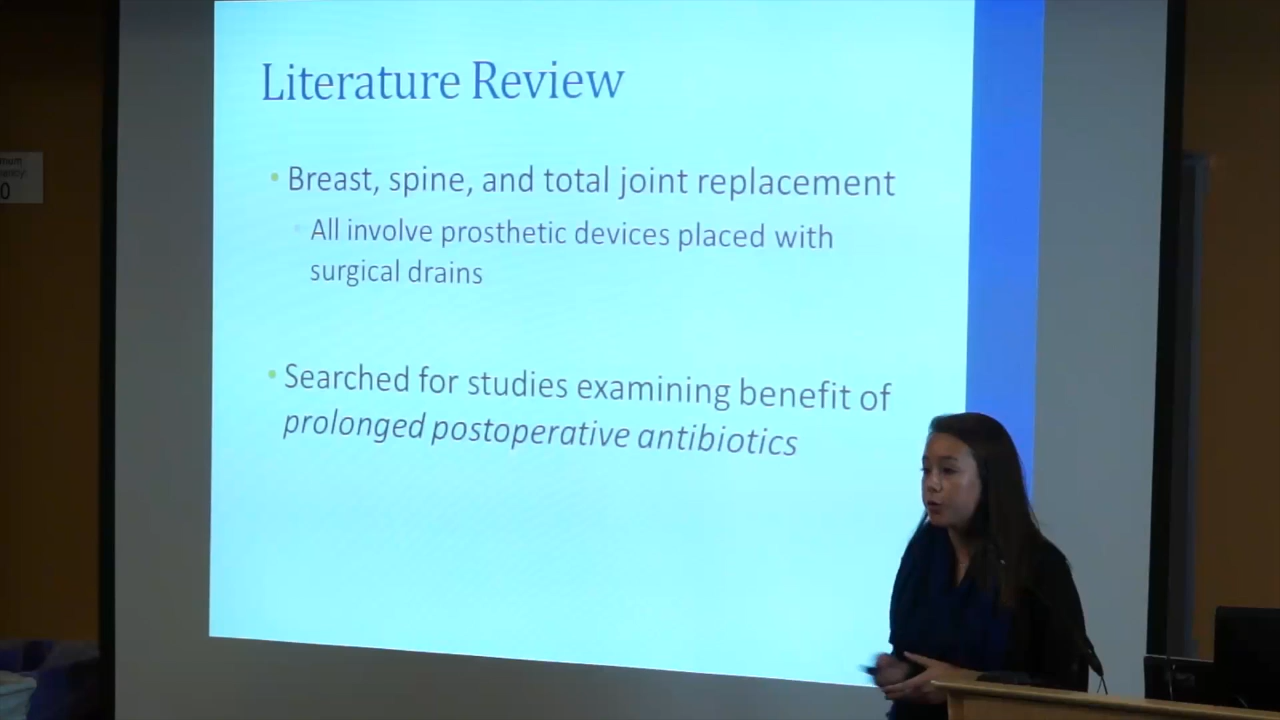 Literature Review
• Breast, spine, and total joint replacement
All involve prosthetic devices placed with
surgical drains
• Searched for studies examining benefit of
prolonged postoperative antibiotics
0